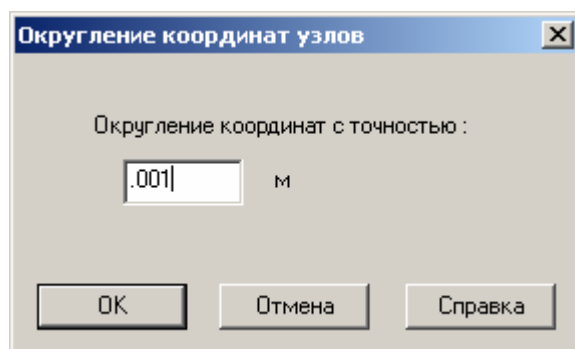 Округление координат узлов
Округление координат с точностью :
.001 м
OK Отмена Справка